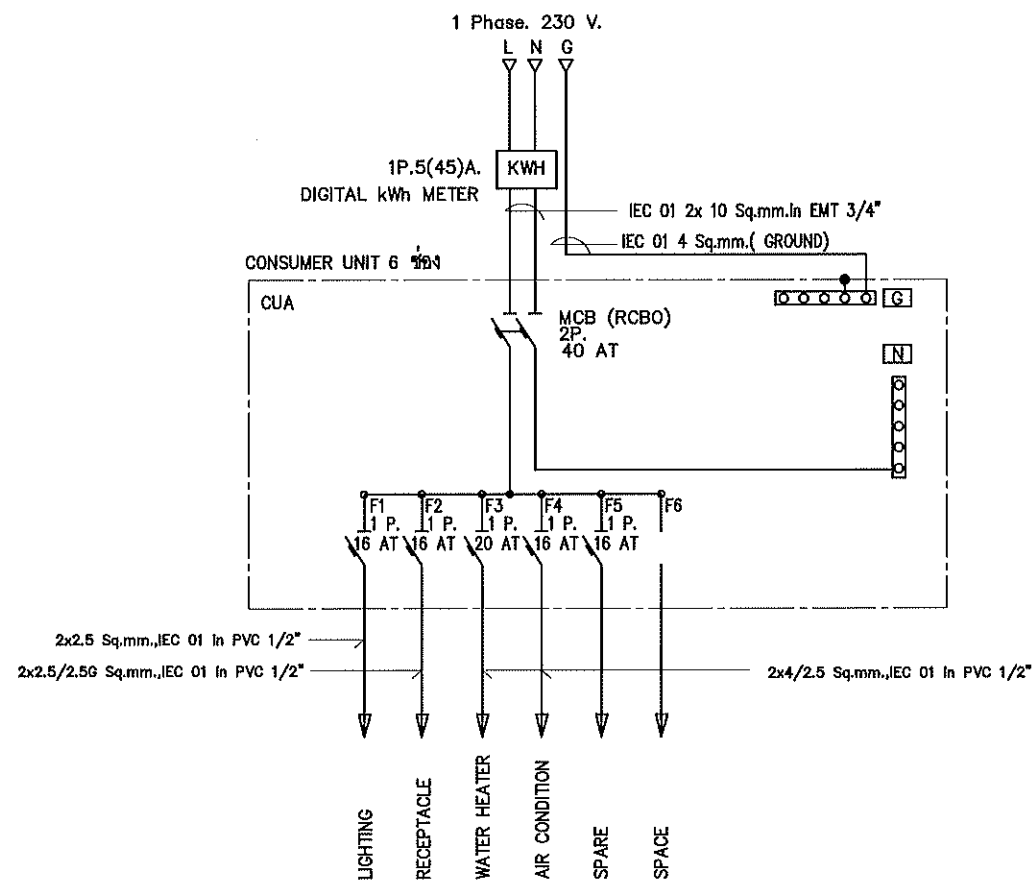 1 Phase. 230 V.
L N G
1P.5(45)A.
DIGITAL kWh METER
KWH
IEC 01 2x 10 Sq.mm.In EMT 3/4"
IEC 01 4 Sq.mm.( GROUND)
CONSUMER UNIT 6 ช่อง
CUA
G
MCB (RCBO)
2P.
40 AT
N
F1 F2 F3 F4 F5 F6
1 P. 1 P. 1 P. 1 P. 1 P.
16 AT 16 AT 20 AT 16 AT 16 AT
2x2.5 Sq.mm.,IEC 01 In PVC 1/2"
2x2.5/2.5G Sq.mm.,IEC 01 In PVC 1/2"
2x4/2.5 Sq.mm.,IEC 01 In PVC 1/2"
LIGHTING
RECEPTACLE
WATER HEATER
AIR CONDITION
SPARE
SPACE